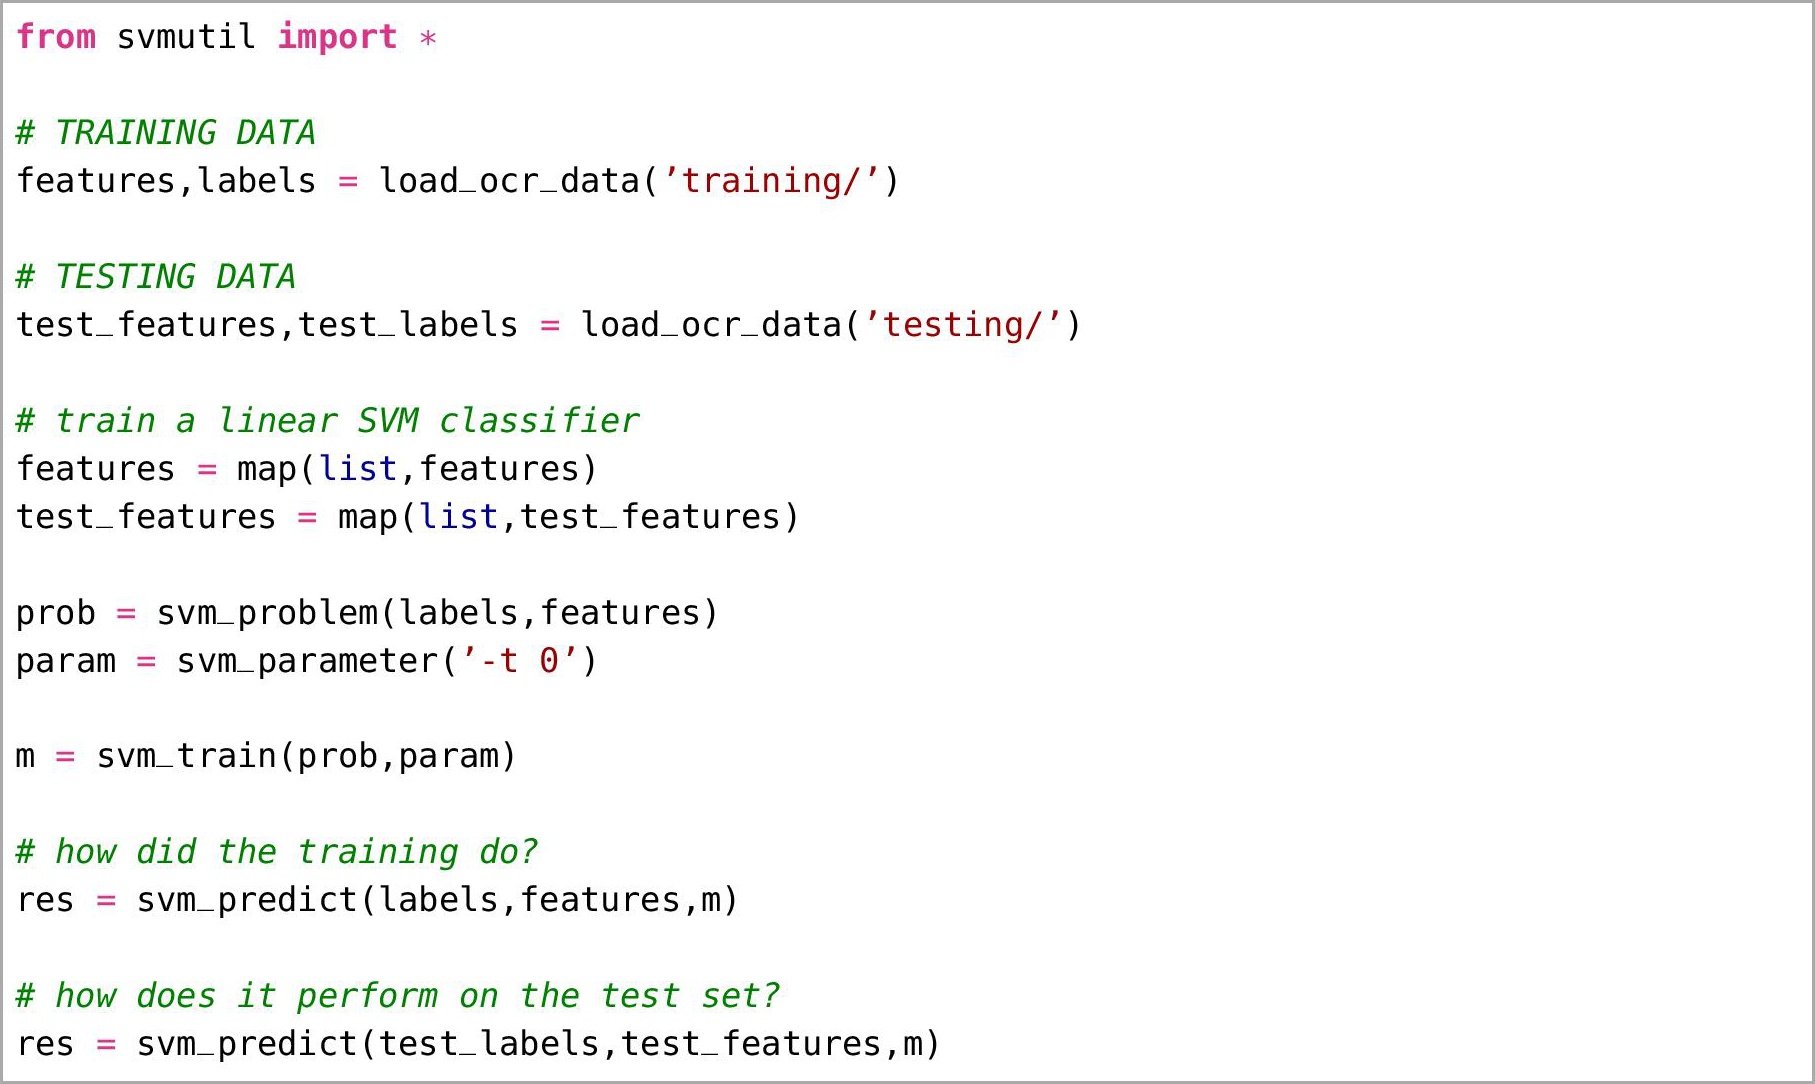 from svmutil import *
# TRAINING DATA
features,labels = load_ocr_data(’training/’)
# TESTING DATA
test_features,test_labels = load_ocr_data(’testing/’)
# train a linear SVM classifier
features = map(list,features)
test_features = map(list,test_features)
prob = svm_problem(labels,features)
param = svm_parameter(’-t 0’)
m = svm_train(prob,param)
# how did the training do?
res = svm_predict(labels,features,m)
# how does it perform on the test set?
res = svm_predict(test_labels,test_features,m)